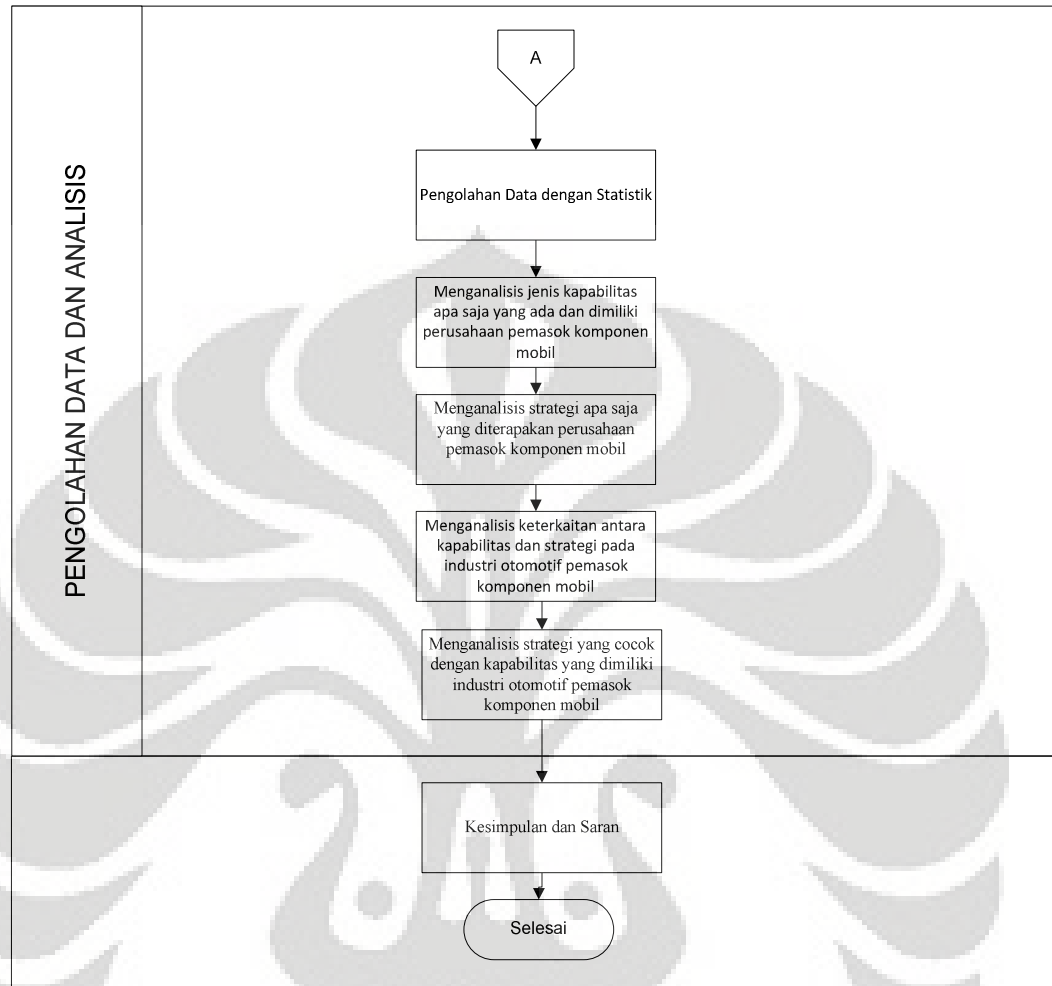 PENGOLAHAN DATA DAN ANALISIS
A
Pengolahan Data dengan Statistik
Menganalisis jenis kapabilitas
apa saja yang ada dan dimiliki
perusahaan pemasok komponen
mobil
Menganalisis strategi apa saja
yang diterapakan perusahaan
pemasok komponen mobil
Menganalisis keterkaitan antara
kapabilitas dan strategi pada
industri otomotif pemasok
komponen mobil
Menganalisis strategi yang cocok
dengan kapabilitas yang dimiliki
industri otomotif pemasok
komponen mobil
Kesimpulan dan Saran
Selesai